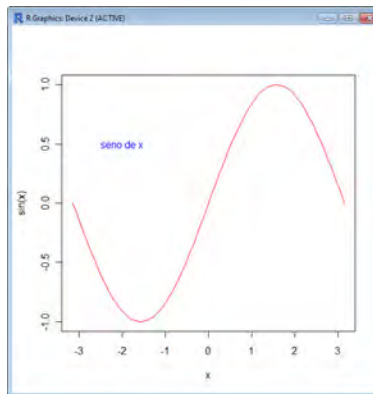 R Graphics: Device 2 (ACTIVE)
1.0
seno de x
0.5
sin(x)
0.0
-0.5
-1.0
-3 -2 -1 0 1 2 3
x